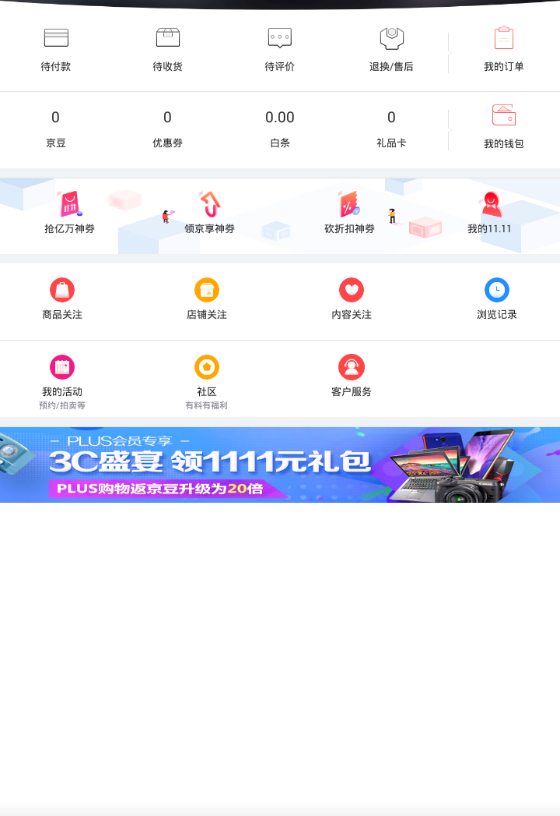 待付款 待收货 待评价 退换/售后 我的订单
0 0 0.00 0
京豆 优惠券 白条 礼品卡 我的钱包
抢亿万神券 领京享神券 砍折扣神券 我的11.11
商品关注 店铺关注 内容关注 浏览记录
我的活动 社区 客户服务
预约/拍卖等 有料有福利
PLUS会员专享
3C盛宴 领1111元礼包
PLUS购物返京豆升级为20倍